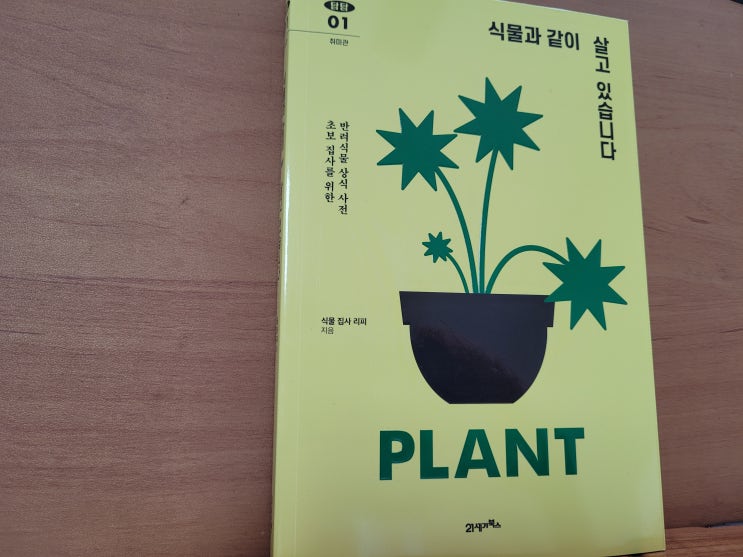 탐탐
01
취미관
식물과 같이
살고 있습니다
초보 집사를 위한
반려식물 상식 사전
식물 집사 리피
지음
PLANT
21세기북스